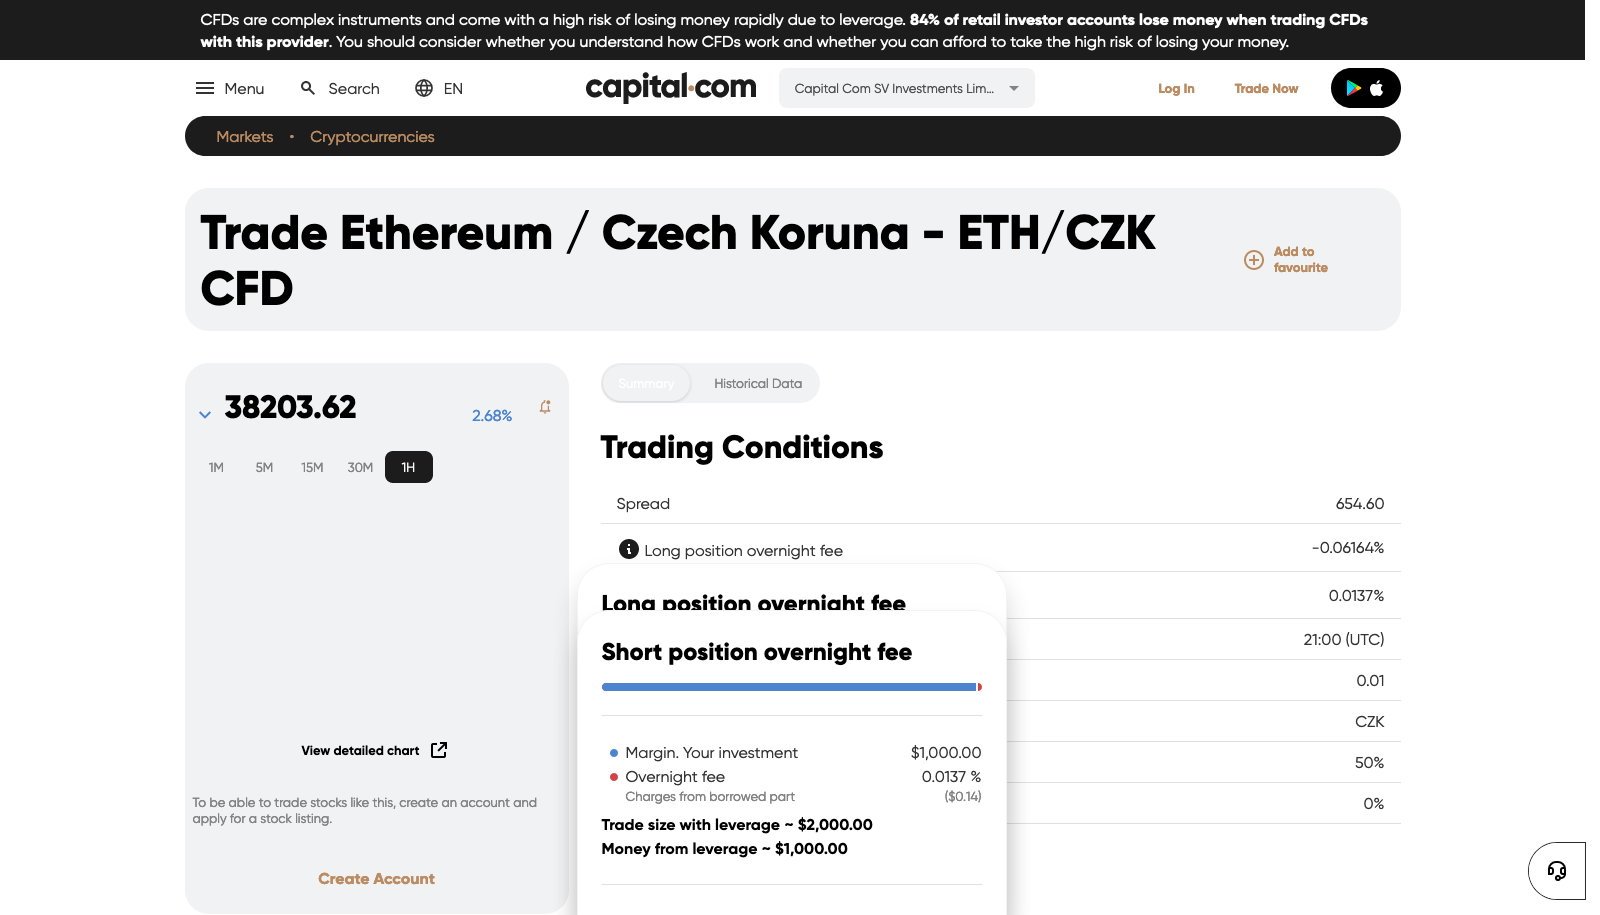 CFDs are complex instruments and come with a high risk of losing money rapidly due to leverage. 84% of retail investor accounts lose money when trading CFDs
with this provider. You should consider whether you understand how CFDs work and whether you can afford to take the high risk of losing your money.
Menu
Search
EN
capital.com
Capital Com SV Investments Lim...
Log In
Trade Now
Markets • Cryptocurrencies
Trade Ethereum / Czech Koruna - ETH/CZK
CFD
Add to
favourite
38203.62
2.68%
1M 5M 15M 30M 1H
View detailed chart
To be able to trade stocks like this, create an account and
apply for a stock listing.
Create Account
Summary
Historical Data
Trading Conditions
Spread 654.60
Long position overnight fee -0.06164%
0.0137%
21:00 (UTC)
0.01
CZK
50%
0%
Long position overnight fee
Short position overnight fee
Margin. Your investment $1,000.00
Overnight fee 0.0137 %
Charges from borrowed part ($0.14)
Trade size with leverage ~ $2,000.00
Money from leverage ~ $1,000.00